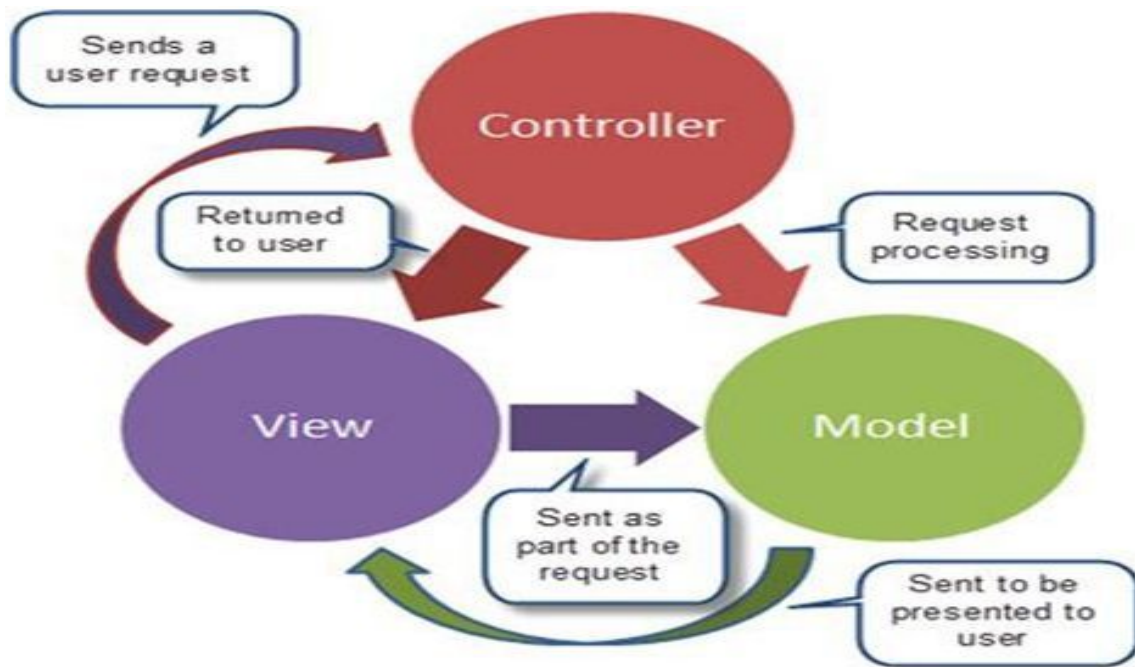 Sends a
user request
Controller
Returned
to user
Request
processing
View
Model
Sent as
part of the
request
Sent to be
presented to
user